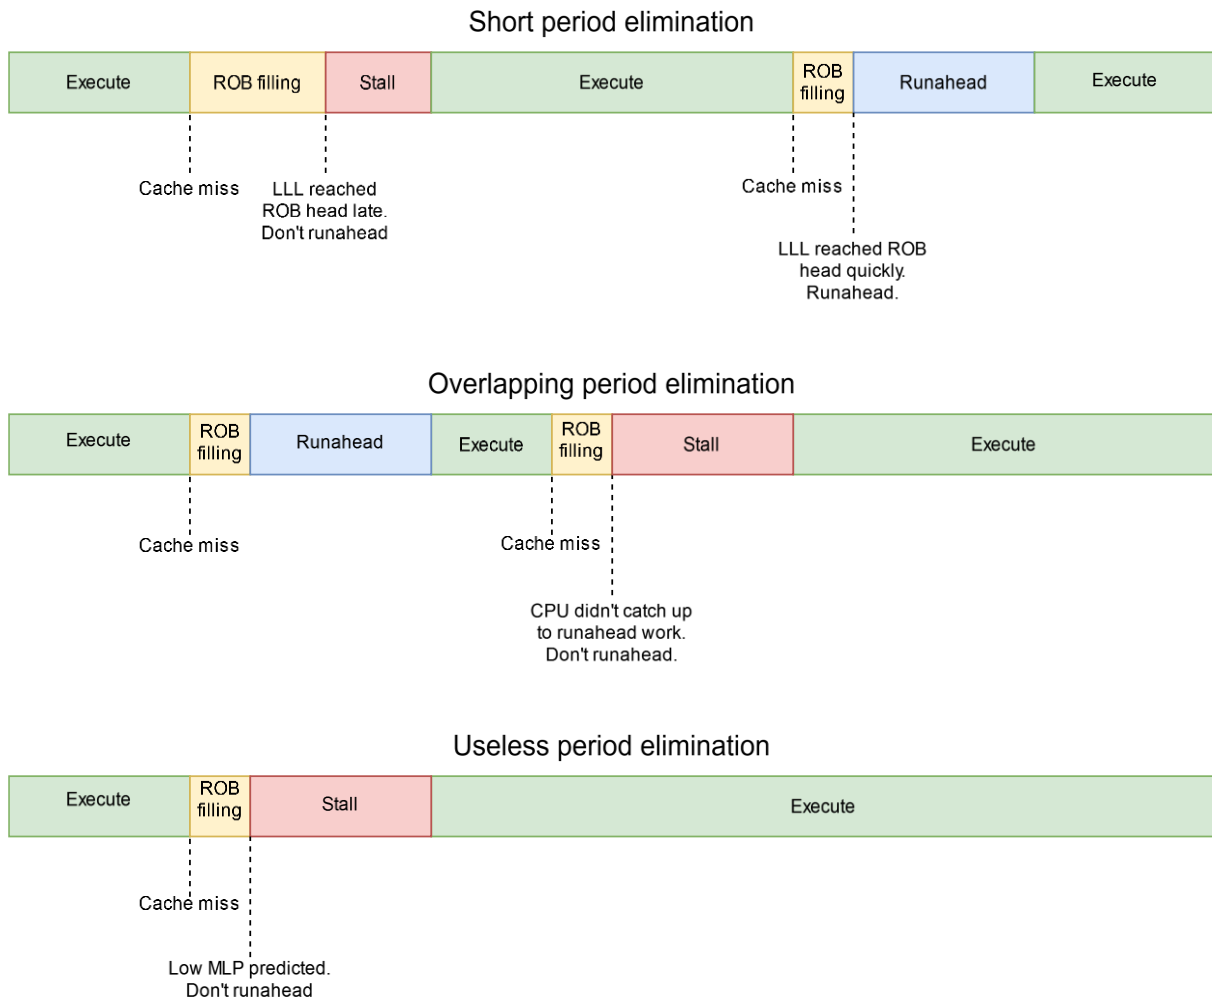 Short period elimination
Execute
ROB filling
Stall
Execute
ROB
filling
Runahead
Execute
Cache miss
LLL reached
ROB head late.
Don't runahead
Cache miss
LLL reached ROB
head quickly.
Runahead.
Overlapping period elimination
Execute
ROB
filling
Runahead
Execute
ROB
filling
Stall
Execute
Cache miss
Cache miss
CPU didn't catch up
to runahead work.
Don't runahead.
Useless period elimination
Execute
ROB
filling
Stall
Execute
Cache miss
Low MLP predicted.
Don't runahead